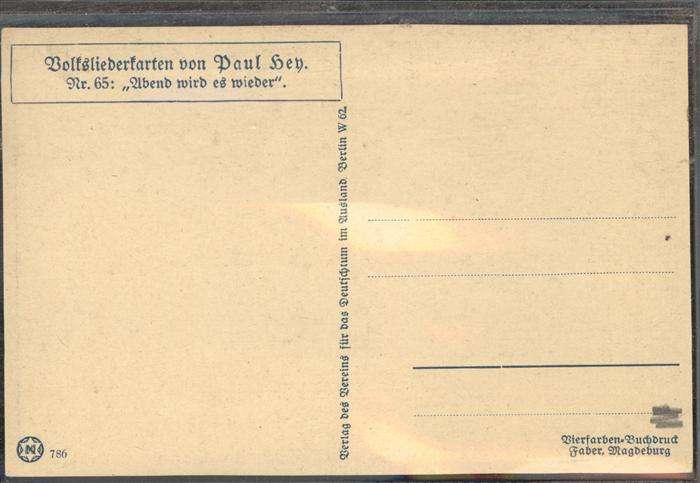 Volksliederkarten von Paul Hey.
Nr. 65: „Abend wird es wieder“.
Verlag des Vereins für das Deutschtum im Ausland Berlin W 62
N 786
Vierfarben-Buchdruck
Faber, Magdeburg